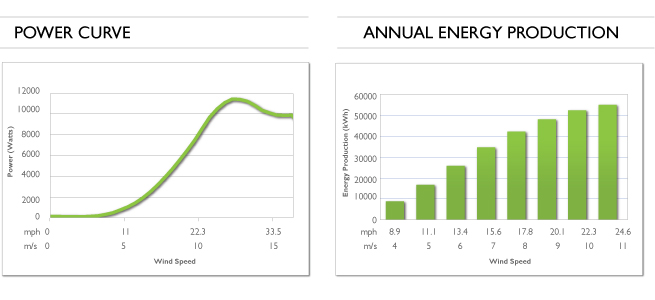 POWER CURVE
12000
10000
8000
6000
4000
2000
0
Power (Watts)
mph 0 11 22.3 33.5
m/s 0 5 10 15
Wind Speed
ANNUAL ENERGY PRODUCTION
60000
50000
40000
30000
20000
10000
0
Energy Production (kWh)
mph 8.9 11.1 13.4 15.6 17.8 20.1 22.3 24.6
m/s 4 5 6 7 8 9 10 11
Wind Speed